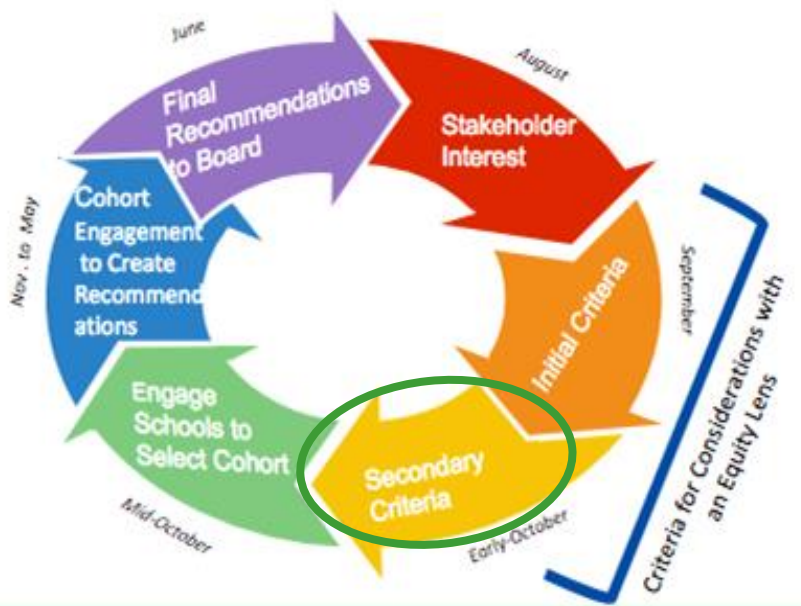 June
Final
Recommendations
to Board
August
Stakeholder
Interest
September
Initial Criteria
Criteria for Considerations with
an Equity Lens
Early-October
Secondary
Criteria
Mid-October
Engage
Schools to
Select Cohort
Nov. to May
Cohort
Engagement
to Create
Recommend
ations